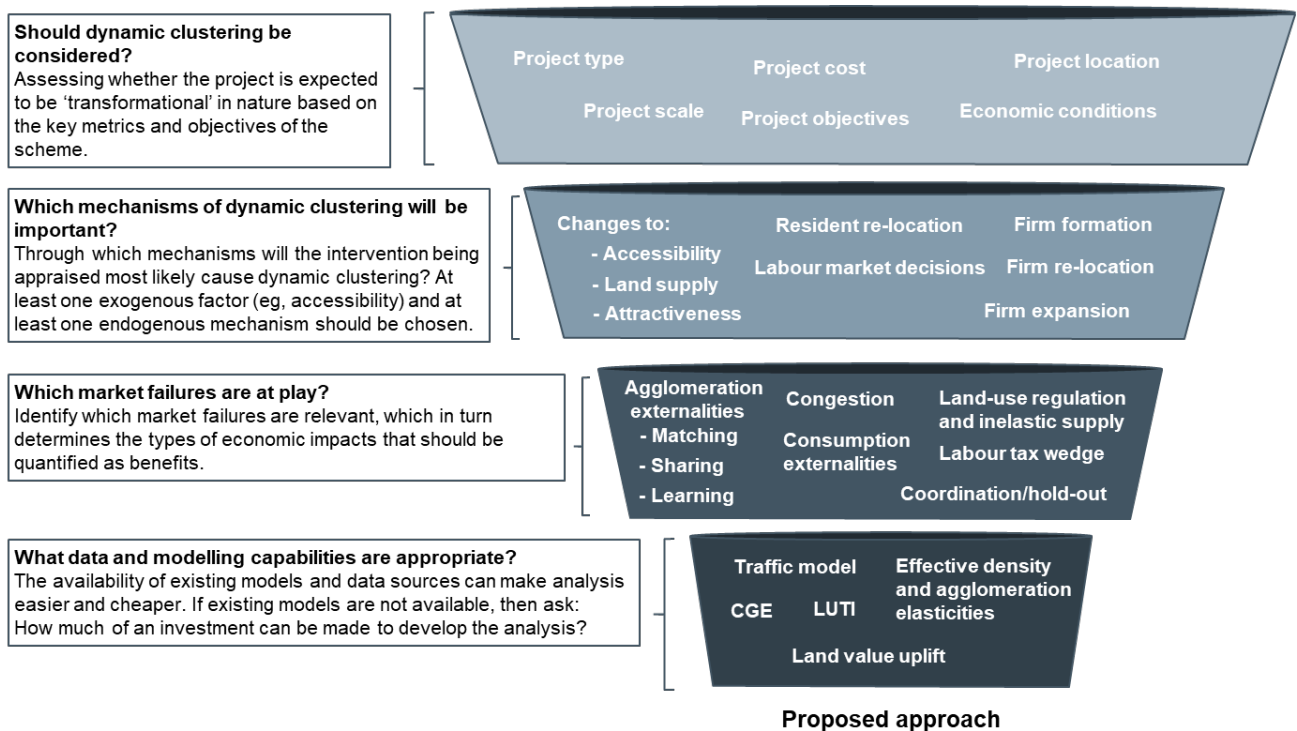 Should dynamic clustering be
considered?
Assessing whether the project is expected
to be ‘transformational’ in nature based on
the key metrics and objectives of the
scheme.
Project type
Project cost
Project location
Project scale
Project objectives
Economic conditions
Which mechanisms of dynamic clustering will be
important?
Through which mechanisms will the intervention being
appraised most likely cause dynamic clustering? At
least one exogenous factor (eg, accessibility) and at
least one endogenous mechanism should be chosen.
Changes to:
- Accessibility
- Land supply
- Attractiveness
Resident re-location
Labour market decisions
Firm formation
Firm re-location
Firm expansion
Which market failures are at play?
Identify which market failures are relevant, which in turn
determines the types of economic impacts that should be
quantified as benefits.
Agglomeration
externalities
- Matching
- Sharing
- Learning
Congestion
Consumption
externalities
Land-use regulation
and inelastic supply
Labour tax wedge
Coordination/hold-out
What data and modelling capabilities are appropriate?
The availability of existing models and data sources can make analysis
easier and cheaper. If existing models are not available, then ask:
How much of an investment can be made to develop the analysis?
Traffic model
CGE
LUTI
Effective density
and agglomeration
elasticities
Land value uplift
Proposed approach